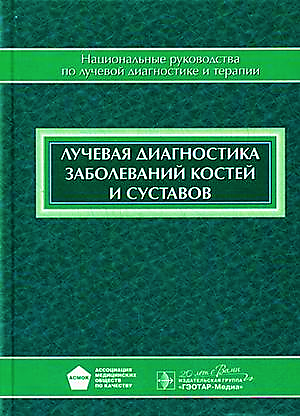 Национальные руководства
по лучевой диагностике и терапии
ЛУЧЕВАЯ ДИАГНОСТИКА
ЗАБОЛЕВАНИЙ КОСТЕЙ
И СУСТАВОВ
АСМОК
АССОЦИАЦИЯ
МЕДИЦИНСКИХ
ОБЩЕСТВ
ПО КАЧЕСТВУ
20 лет с Вами
ИЗДАТЕЛЬСКАЯ ГРУППА
«ГЭОТАР-Медиа»